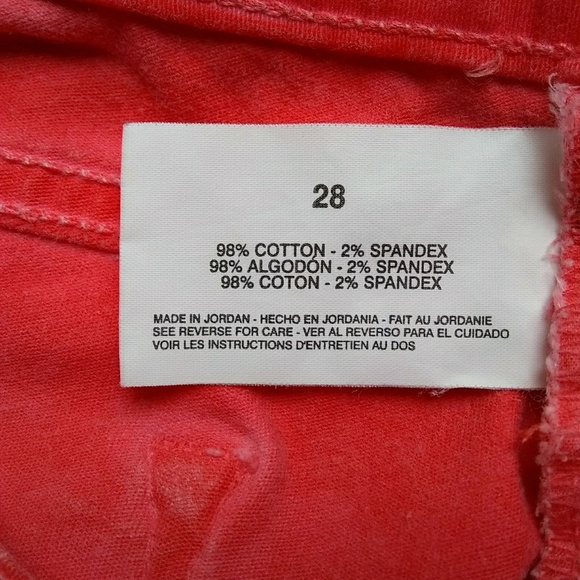 28
98% COTTON - 2% SPANDEX
98% ALGODÓN - 2% SPANDEX
98% COTON - 2% SPANDEX
MADE IN JORDAN - HECHO EN JORDANIA - FAIT AU JORDANIE
SEE REVERSE FOR CARE - VER AL REVERSO PARA EL CUIDADO
VOIR LES INSTRUCTIONS D'ENTRETIEN AU DOS